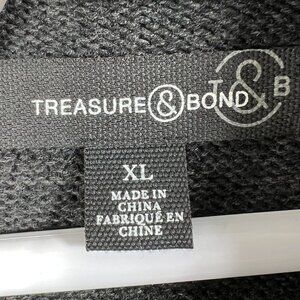 TREASURE & BOND
T & B
XL
MADE IN
CHINA
FABRIQUÉ EN
CHINE